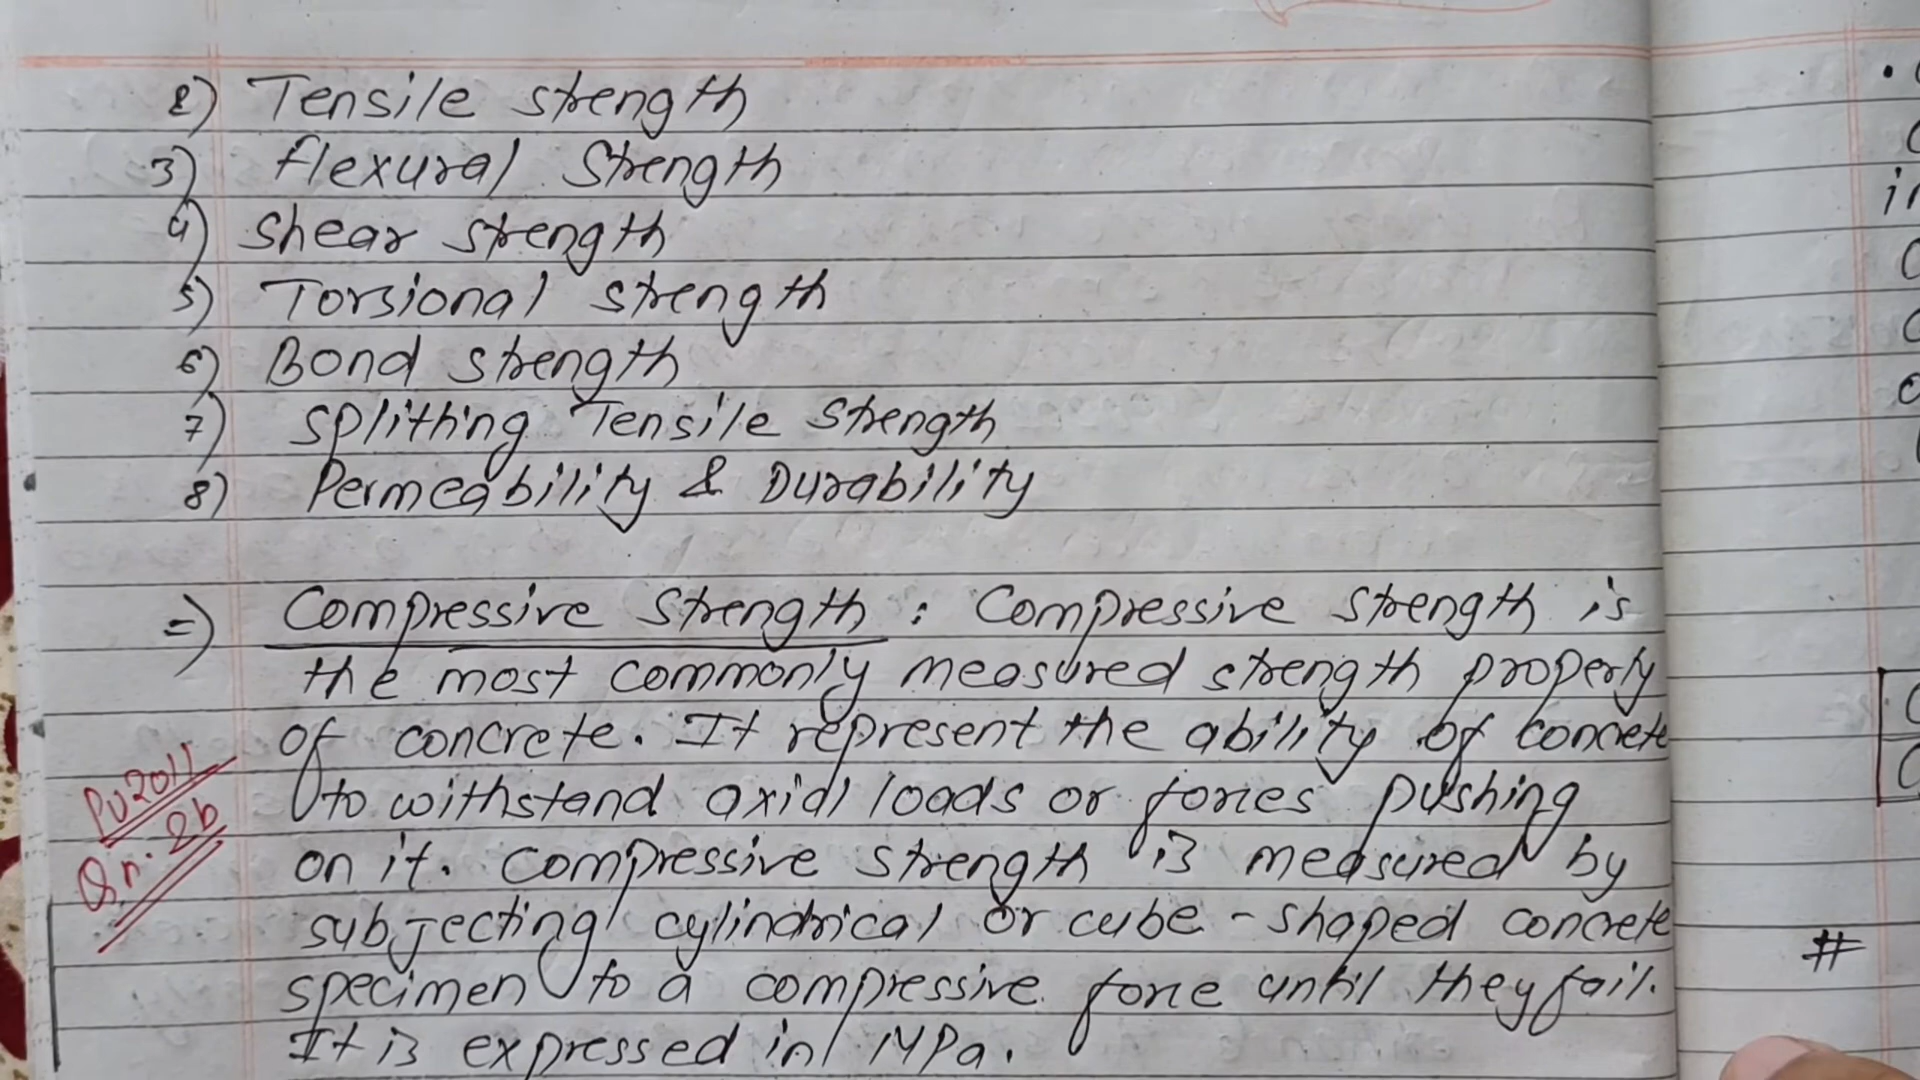 2) Tensile strength
3) flexural Strength
4) Shear strength
5) Torsional strength
6) Bond strength
7) Splitting Tensile Strength
8) Permeability & Durability
=) Compressive Strength : Compressive strength is
the most commonly measured strength property
of concrete. It represent the ability of concrete
to withstand axial loads or forces pushing
on it. Compressive strength is measured by
subjecting cylindrical or cube-shaped concrete
specimen to a compressive force until they fail.
It is expressed in MPa.
PU2011
Qn. 2b
#